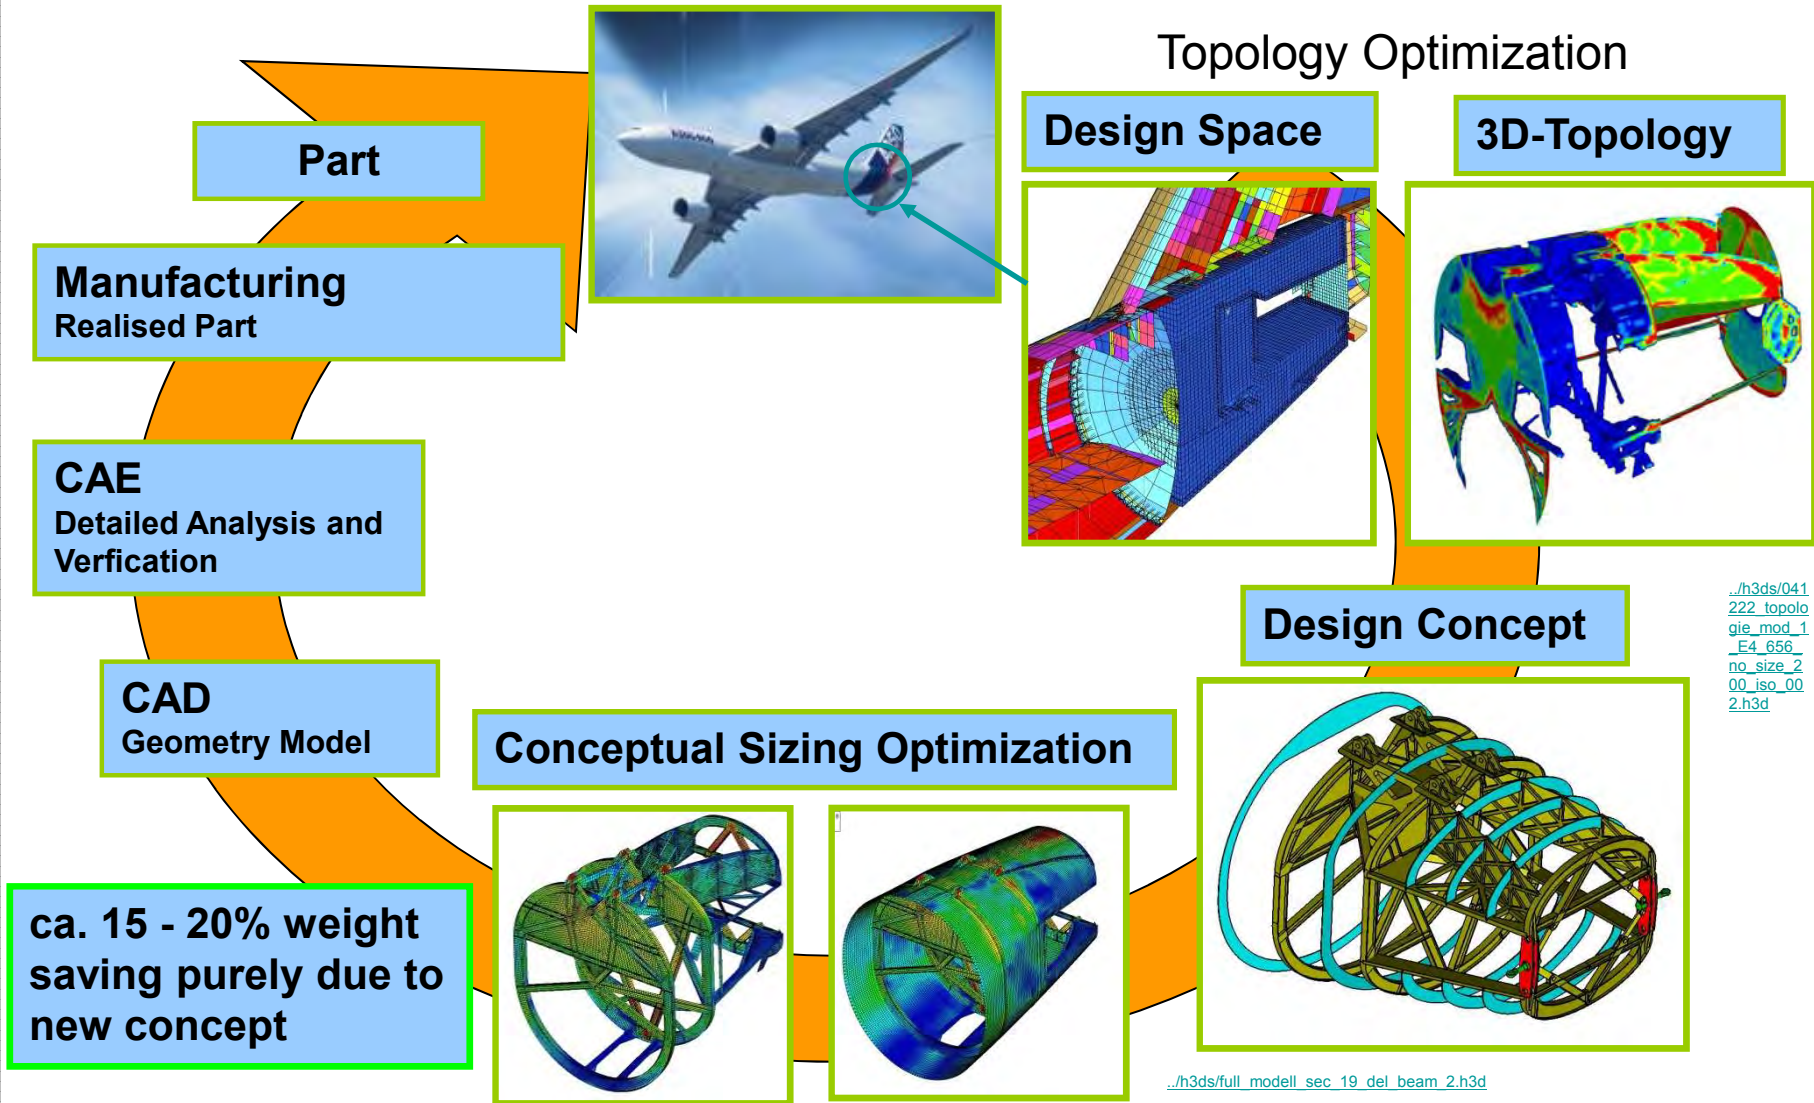 Topology Optimization
Design Space
3D-Topology
Part
Manufacturing
Realised Part
CAE
Detailed Analysis and
Verfication
CAD
Geometry Model
Conceptual Sizing Optimization
Design Concept
../h3ds/041
222_topolo
gie_mod_1
_E4_656_
no_size_2
00_iso_00
2.h3d
ca. 15 - 20% weight
saving purely due to
new concept
../h3ds/full_modell_sec_19_del_beam_2.h3d